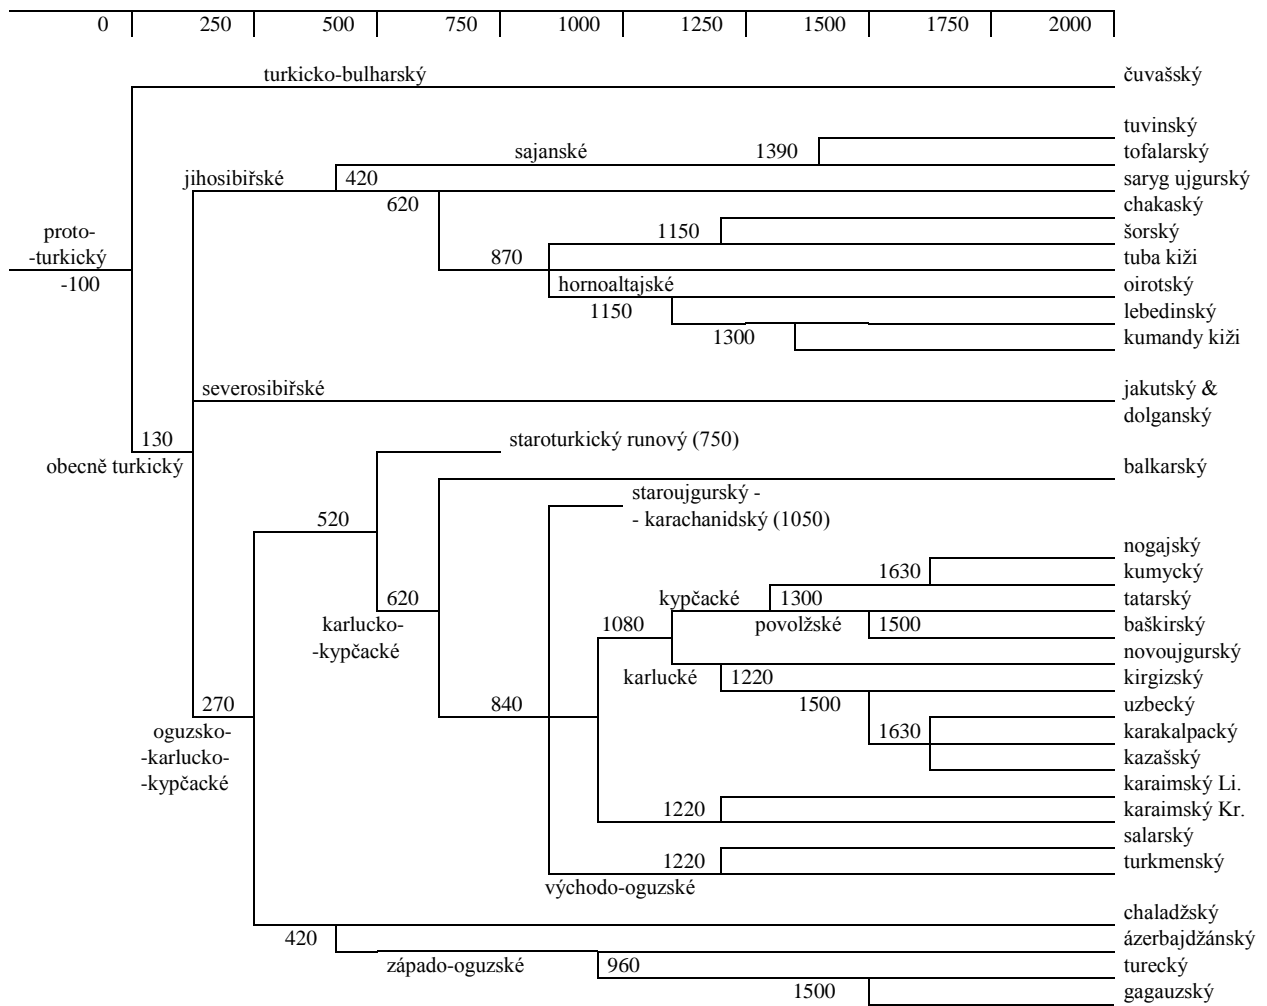 0 250 500 750 1000 1250 1500 1750 2000
turkicko-bulharský čuvašský
tuvinský
sajanské 1390 tofalarský
jihosibiřské 420 saryg ujgurský
620 chakaský
proto- 1150 šorský
-turkický 870 tuba kiži
-100 hornoaltajské oirotský
1150 lebedinský
1300 kumandy kiži
severosibiřské jakutský &
dolganský
130 staroturkický runový (750)
obecně turkický balkarský
staroujgurský -
520 - karachanidský (1050)
nogajský
1630 kumycký
620 kypčacké 1300 tatarský
karlucko- 1080 povolžské 1500 baškirský
-kypčacké novoujgurský
karlucké 1220 kirgizský
270 840 1500 uzbecký
oguzsko- 1630 karakalpacký
-karlucko- kazašský
-kypčacké karaimský Li.
1220 karaimský Kr.
salarský
1220 turkmenský
východo-oguzské
chaladžský
420 ázerbajdžánský
západo-oguzské 960 turecký
1500 gagauzský